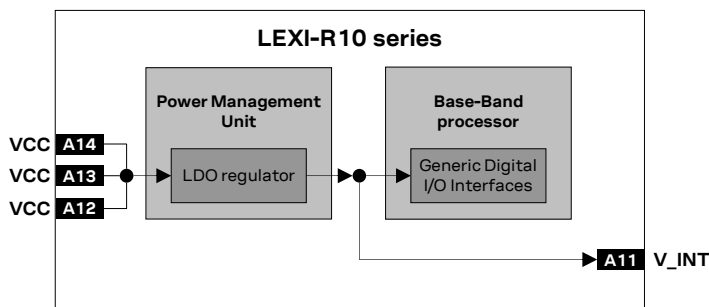 LEXI-R10 series
Power Management
Unit
Base-Band
processor
VCC A14
VCC A13
VCC A12
LDO regulator
Generic Digital
I/O Interfaces
A11 V_INT